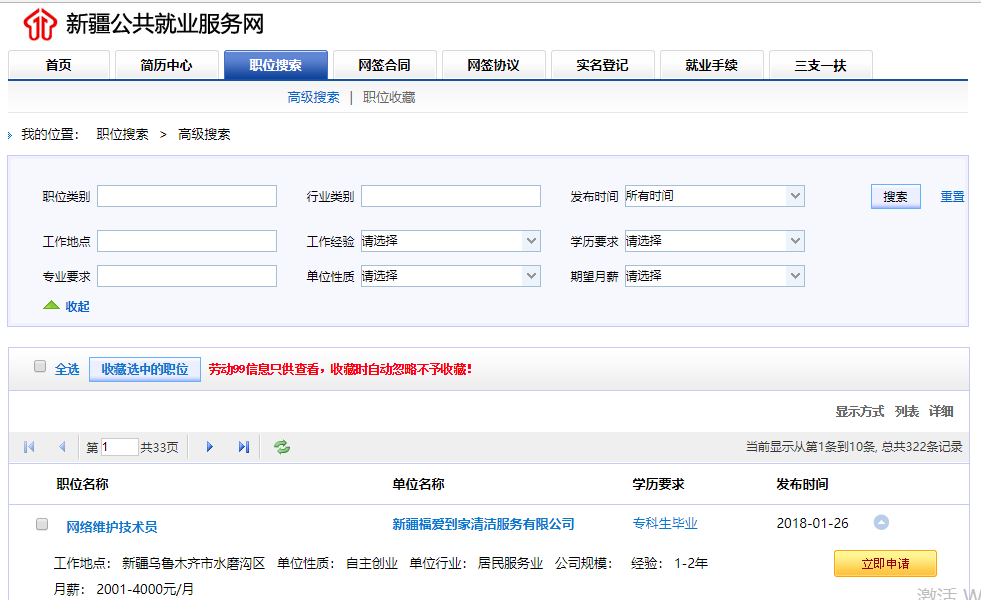 新疆公共就业服务网
首页 简历中心 职位搜索 网签合同 网签协议 实名登记 就业手续 三支一扶
高级搜索 | 职位收藏
我的位置： 职位搜索 > 高级搜索
职位类别 行业类别 发布时间 所有时间 搜索 重置
工作地点 工作经验 请选择 学历要求 请选择
专业要求 单位性质 请选择 期望月薪 请选择
收起
全选 收藏选中的职位 劳动99信息只供查看，收藏时自动忽略不予收藏！
显示方式 列表 详细
第 1 共33页 当前显示从第1条到10条, 总共322条记录
职位名称 单位名称 学历要求 发布时间
网络维护技术员 新疆福爱到家清洁服务有限公司 专科生毕业 2018-01-26
工作地点： 新疆乌鲁木齐市水磨沟区 单位性质： 自主创业 单位行业： 居民服务业 公司规模： 经验： 1-2年 立即申请
月薪： 2001-4000元/月
激活 W